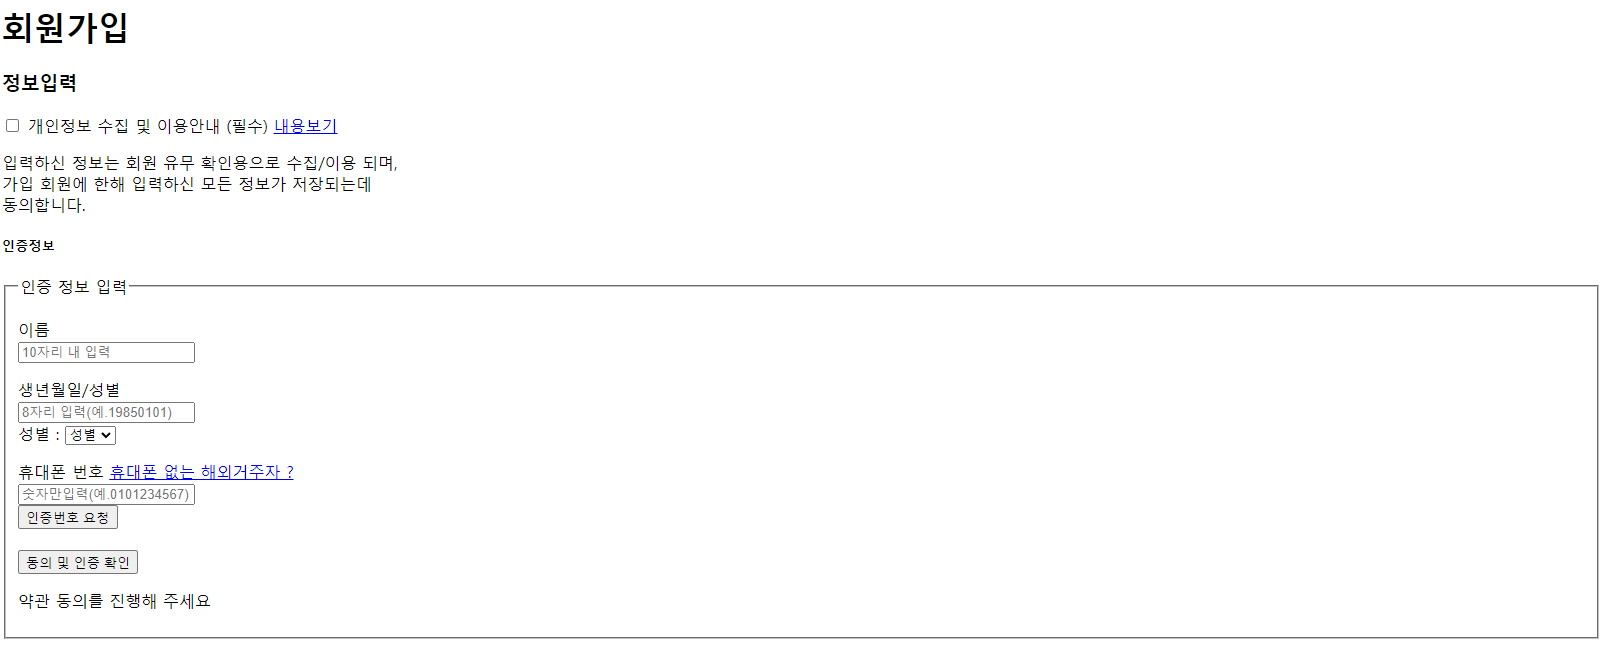 회원가입
정보입력
개인정보 수집 및 이용안내 (필수) 내용보기
입력하신 정보는 회원 유무 확인용으로 수집/이용 되며,
가입 회원에 한해 입력하신 모든 정보가 저장되는데
동의합니다.
인증정보
인증 정보 입력
이름
10자리 내 입력
생년월일/성별
8자리 입력(예.19850101)
성별 : 성별
휴대폰 번호 휴대폰 없는 해외거주자 ?
숫자만입력(예.0101234567)
인증번호 요청
동의 및 인증 확인
약관 동의를 진행해 주세요